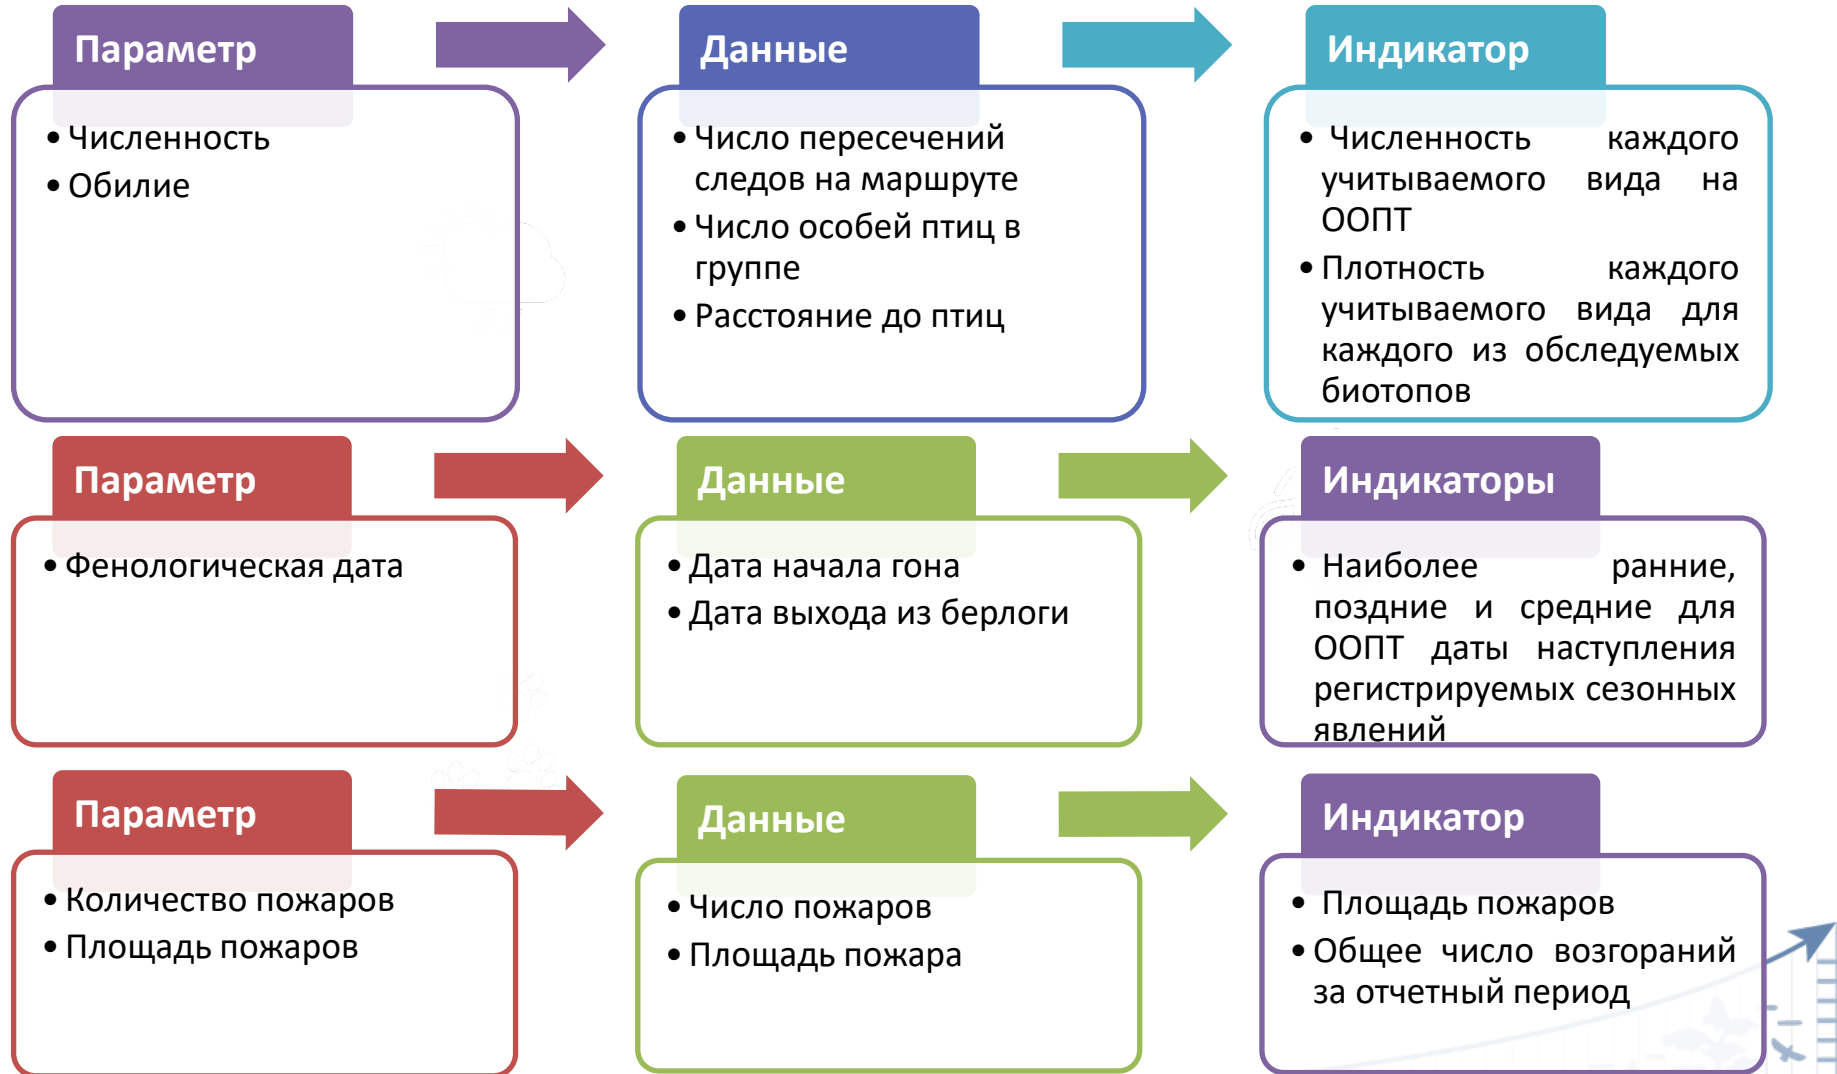 Параметр
• Численность
• Обилие
Данные
• Число пересечений
следов на маршруте
• Число особей птиц в
группе
• Расстояние до птиц
Индикатор
• Численность каждого
учитываемого вида на
ООПТ
• Плотность каждого
учитываемого вида для
каждого из обследуемых
биотопов
Параметр
• Фенологическая дата
Данные
• Дата начала гона
• Дата выхода из берлоги
Индикаторы
• Наиболее ранние,
поздние и средние для
ООПТ даты наступления
регистрируемых сезонных
явлений
Параметр
• Количество пожаров
• Площадь пожаров
Данные
• Число пожаров
• Площадь пожара
Индикатор
• Площадь пожаров
• Общее число возгораний
за отчетный период